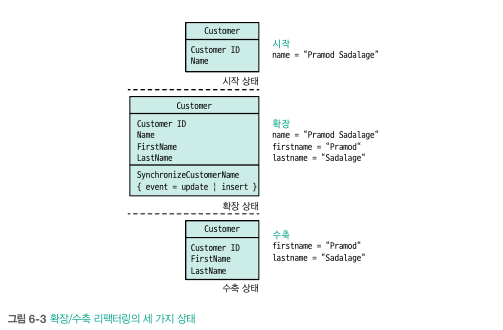 Customer
Customer ID
Name
시작
name = "Pramod Sadalage"
시작 상태
Customer
Customer ID
Name
FirstName
LastName
SynchronizeCustomerName
{ event = update | insert }
확장
name = "Pramod Sadalage"
firstname = "Pramod"
lastname = "Sadalage"
확장 상태
Customer
Customer ID
FirstName
LastName
수축
firstname = "Pramod"
lastname = "Sadalage"
수축 상태
그림 6-3 확장/수축 리팩터링의 세 가지 상태